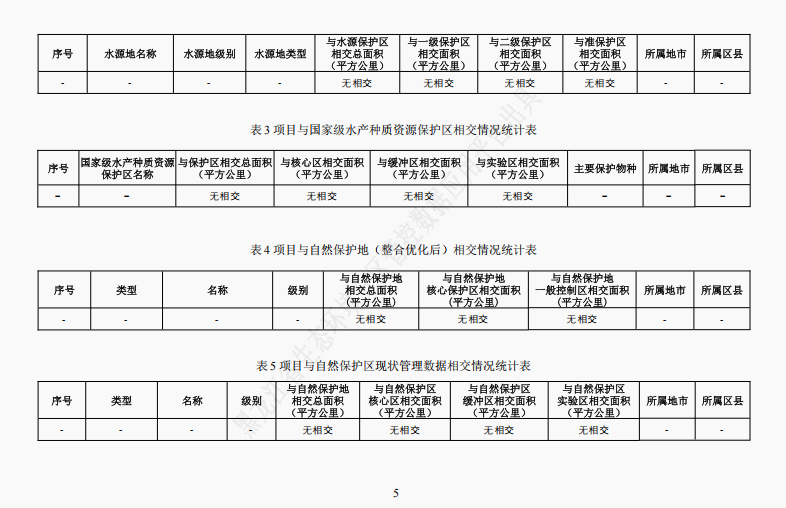 序号 水源地名称 水源地级别 水源地类型 与水源保护区相交总面积（平方公里） 与一级保护区相交面积（平方公里） 与二级保护区相交面积（平方公里） 与准保护区相交面积（平方公里） 所属地市 所属区县
- - - - 无相交 无相交 无相交 无相交 - -
表 3 项目与国家级水产种质资源保护区相交情况统计表
序号 国家级水产种质资源保护区名称 与保护区相交总面积（平方公里） 与核心区相交面积（平方公里） 与缓冲区相交面积（平方公里） 与实验区相交面积（平方公里） 主要保护物种 所属地市 所属区县
- - 无相交 无相交 无相交 无相交 - - -
表 4 项目与自然保护地（整合优化后）相交情况统计表
序号 类型 名称 级别 与自然保护地相交总面积(平方公里) 与自然保护地核心保护区相交面积(平方公里) 与自然保护地一般控制区相交面积(平方公里) 所属地市 所属区县
- - - - 无相交 无相交 无相交 - -
表 5 项目与自然保护区现状管理数据相交情况统计表
序号 类型 名称 级别 与自然保护地相交总面积（平方公里） 与自然保护区核心区相交面积（平方公里） 与自然保护区缓冲区相交面积（平方公里） 与自然保护区实验区相交面积（平方公里） 所属地市 所属区县
- - - - 无相交 无相交 无相交 无相交 - -
5